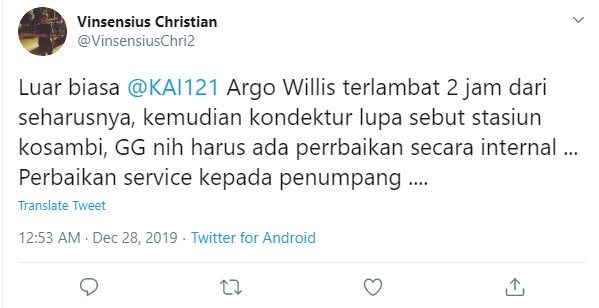 Vinsensius Christian
@VinsensiusChri2
Luar biasa @KAI121 Argo Willis terlambat 2 jam dari
seharusnya, kemudian kondektur lupa sebut stasiun
kosambi, GG nih harus ada perrbaikan secara internal ...
Perbaikan service kepada penumpang ....
Translate Tweet
12:53 AM · Dec 28, 2019 · Twitter for Android